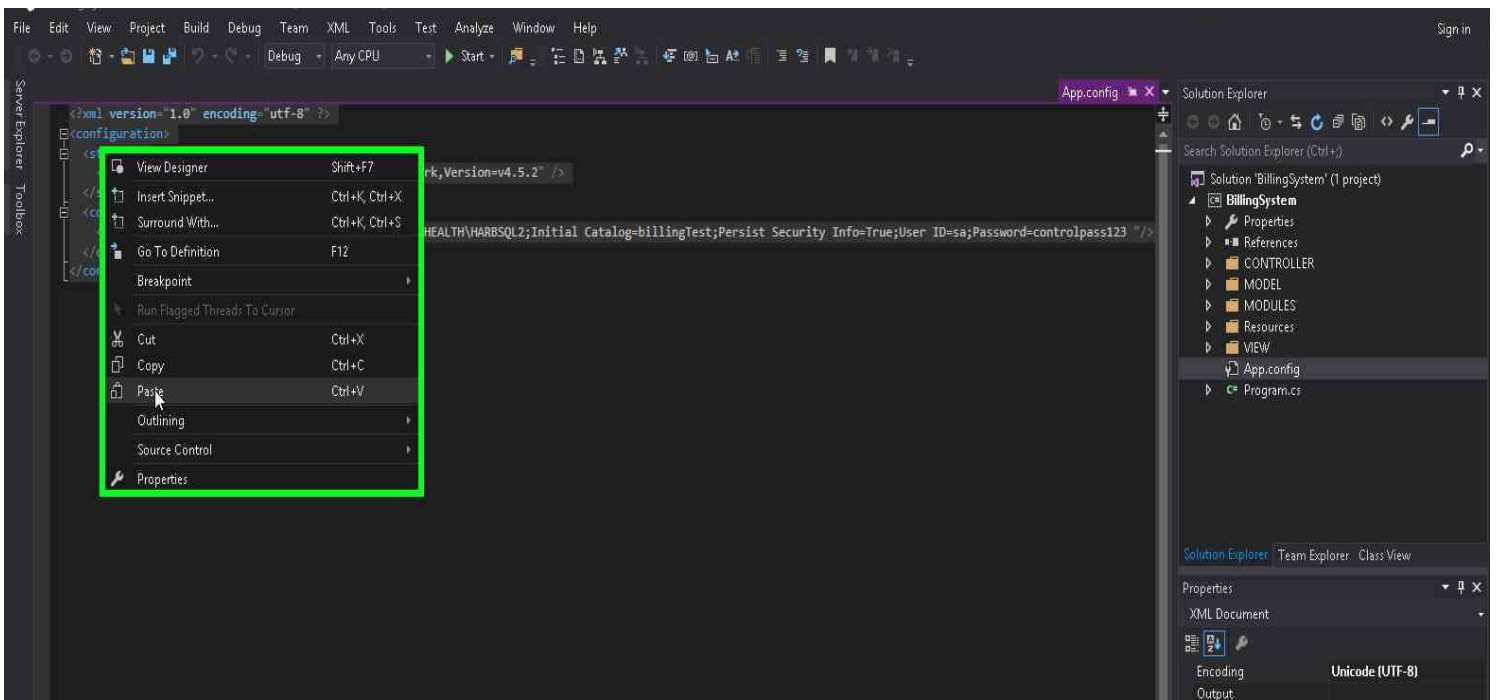 File Edit View Project Build Debug Team XML Tools Test Analyze Window Help
Sign in
Debug Any CPU Start
Server Explorer
Toolbox
App.config
<?xml version="1.0" encoding="utf-8" ?>
<configuration>
<st
rk,Version=v4.5.2" />
</s
<co
HEALTH\HARBSQL2;Initial Catalog=billingTest;Persist Security Info=True;User ID=sa;Password=controlpass123 "/>
</c
</con
View Designer Shift+F7
Insert Snippet... Ctrl+K, Ctrl+X
Surround With... Ctrl+K, Ctrl+S
Go To Definition F12
Breakpoint
Run Flagged Threads To Cursor
Cut Ctrl+X
Copy Ctrl+C
Paste Ctrl+V
Outlining
Source Control
Properties
Solution Explorer
Search Solution Explorer (Ctrl+;)
Solution 'BillingSystem' (1 project)
BillingSystem
Properties
References
CONTROLLER
MODEL
MODULES
Resources
VIEW
App.config
Program.cs
Solution Explorer Team Explorer Class View
Properties
XML Document
Encoding Unicode (UTF-8)
Output